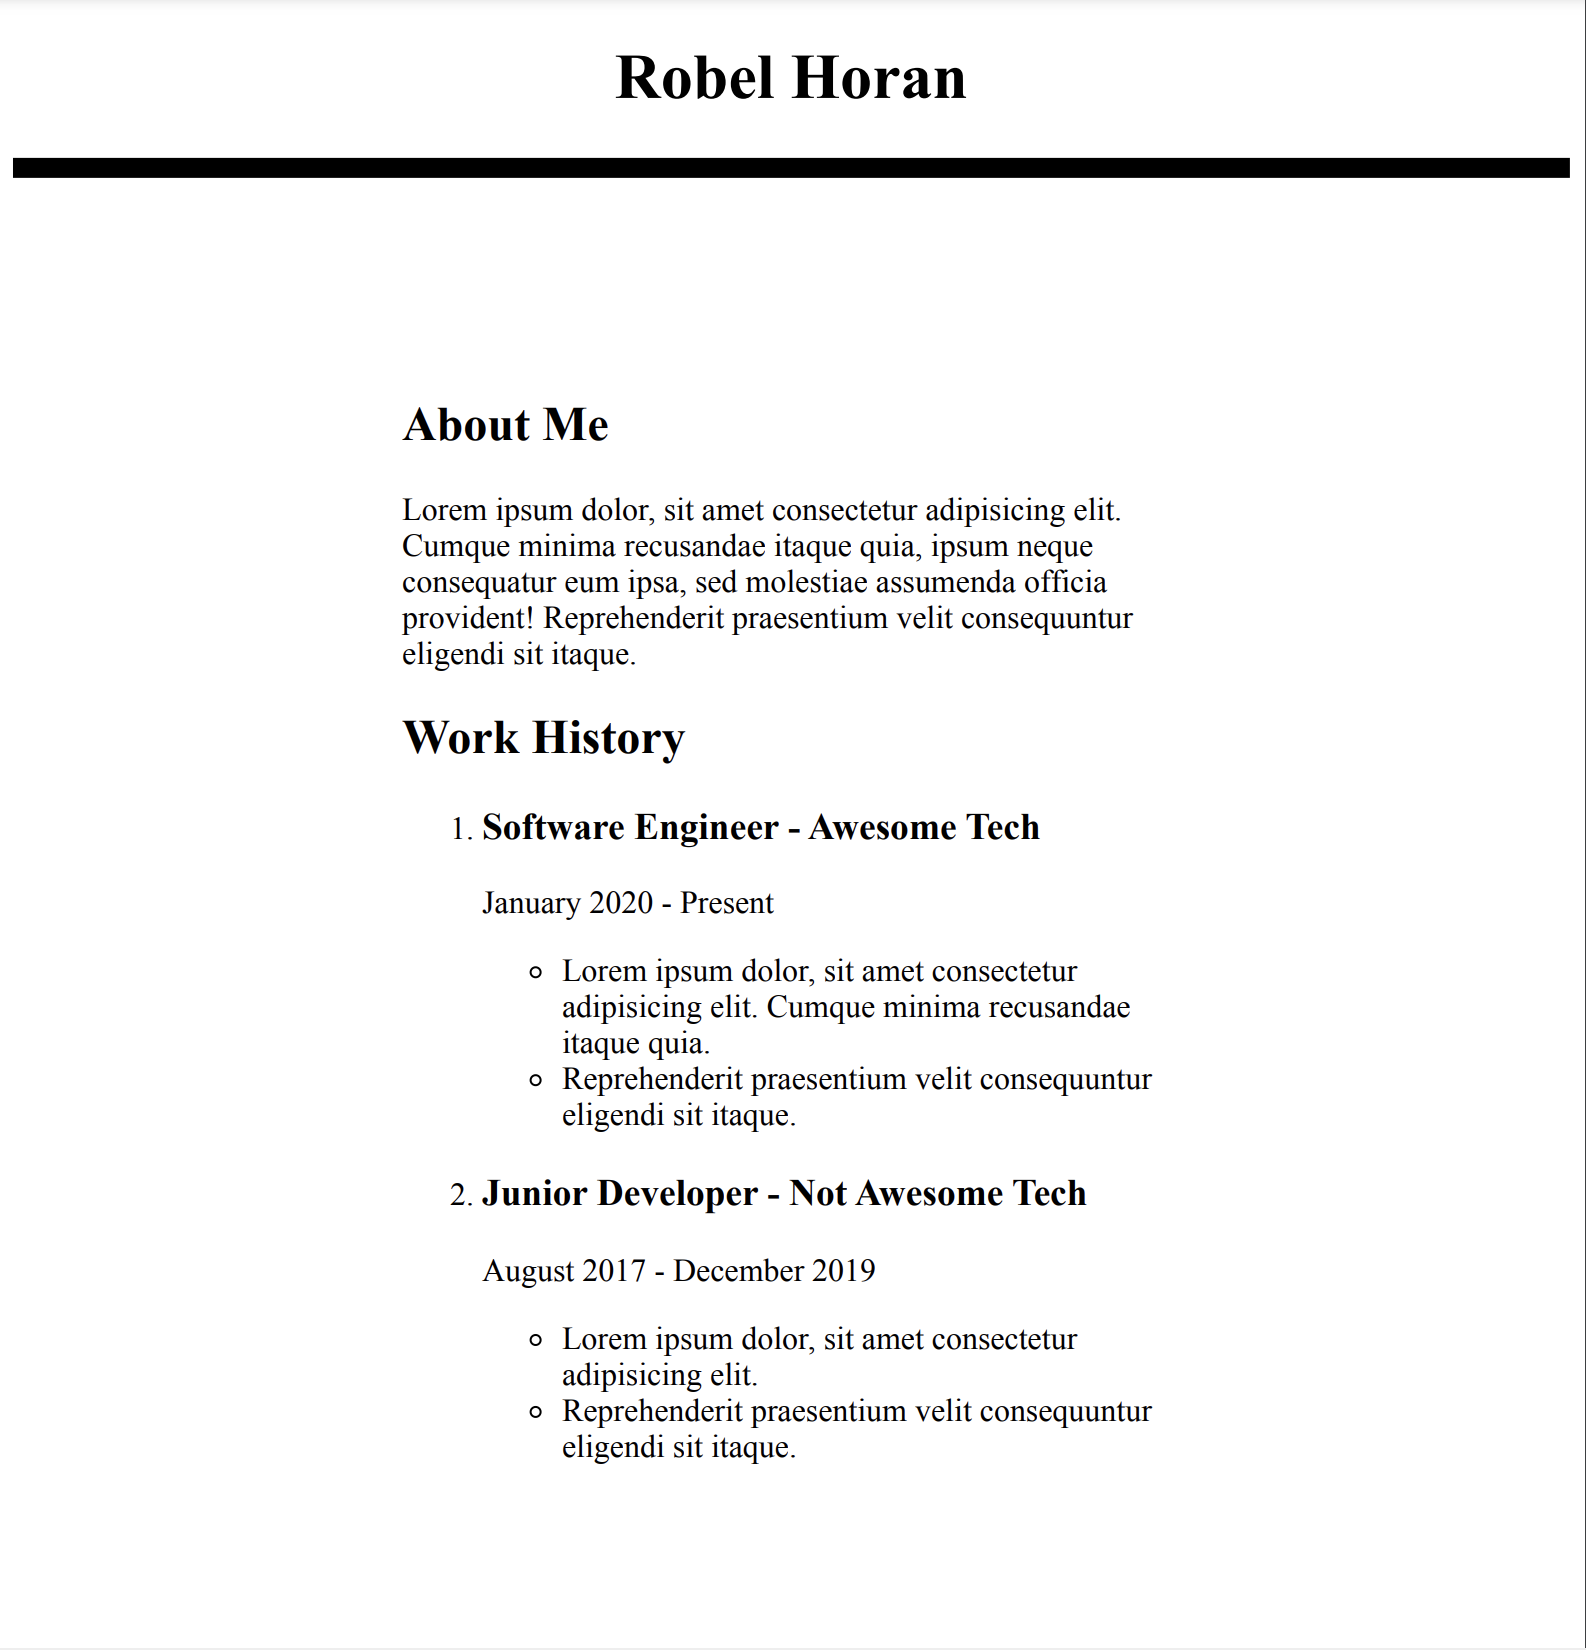 Robel Horan
About Me
Lorem ipsum dolor, sit amet consectetur adipisicing elit.
Cumque minima recusandae itaque quia, ipsum neque
consequatur eum ipsa, sed molestiae assumenda officia
provident! Reprehenderit praesentium velit consequuntur
eligendi sit itaque.
Work History
1. Software Engineer - Awesome Tech
January 2020 - Present
Lorem ipsum dolor, sit amet consectetur
adipisicing elit. Cumque minima recusandae
itaque quia.
Reprehenderit praesentium velit consequuntur
eligendi sit itaque.
2. Junior Developer - Not Awesome Tech
August 2017 - December 2019
Lorem ipsum dolor, sit amet consectetur
adipisicing elit.
Reprehenderit praesentium velit consequuntur
eligendi sit itaque.